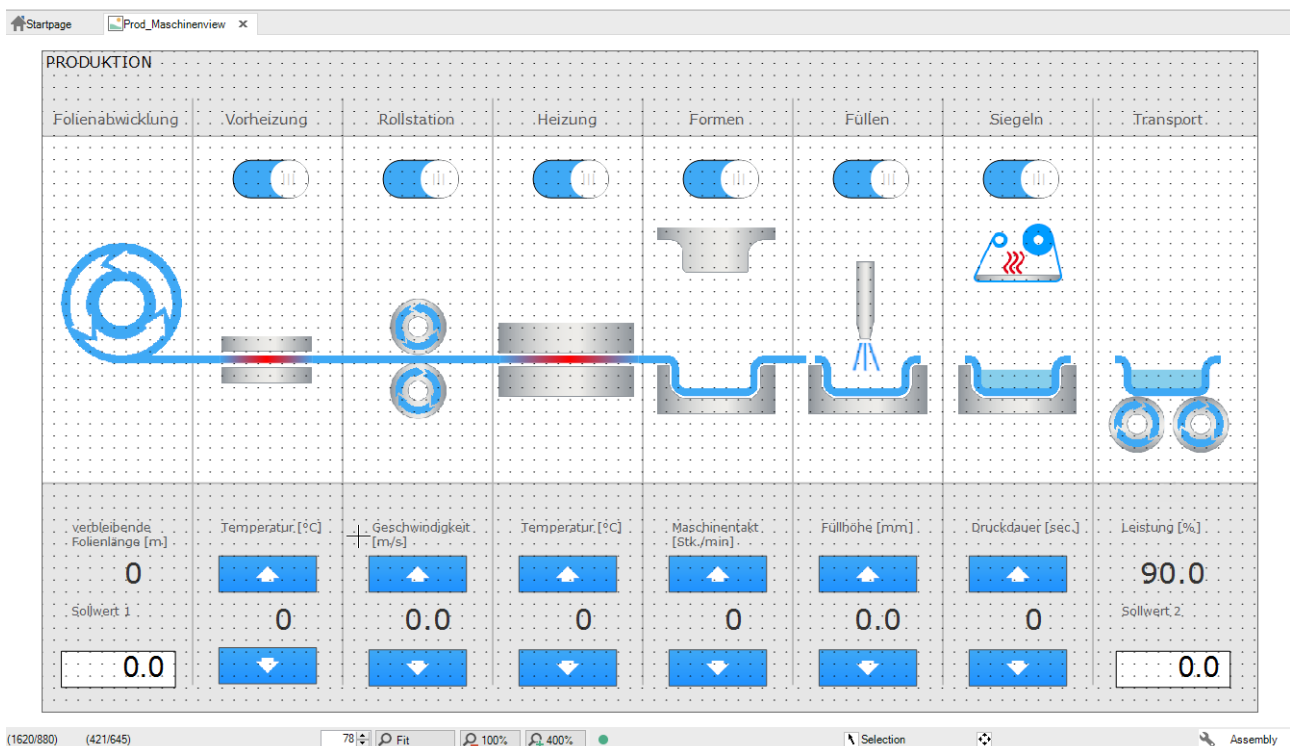 Startpage
Prod_Maschinenview
PRODUKTION
Folienabwicklung
Vorheizung
Rollstation
Heizung
Formen
Füllen
Siegeln
Transport
verbleibende
Folienlänge [m]
Temperatur [°C]
Geschwindigkeit
[m/s]
Temperatur [°C]
Maschinentakt
[Stk./min]
Füllhöhe [mm]
Druckdauer [sec.]
Leistung [%]
0
90.0
Sollwert 1
0
0.0
0
0
0.0
0
Sollwert 2
0.0
0.0
(1620/880)
(421/645)
78
Fit
100%
400%
Selection
Assembly